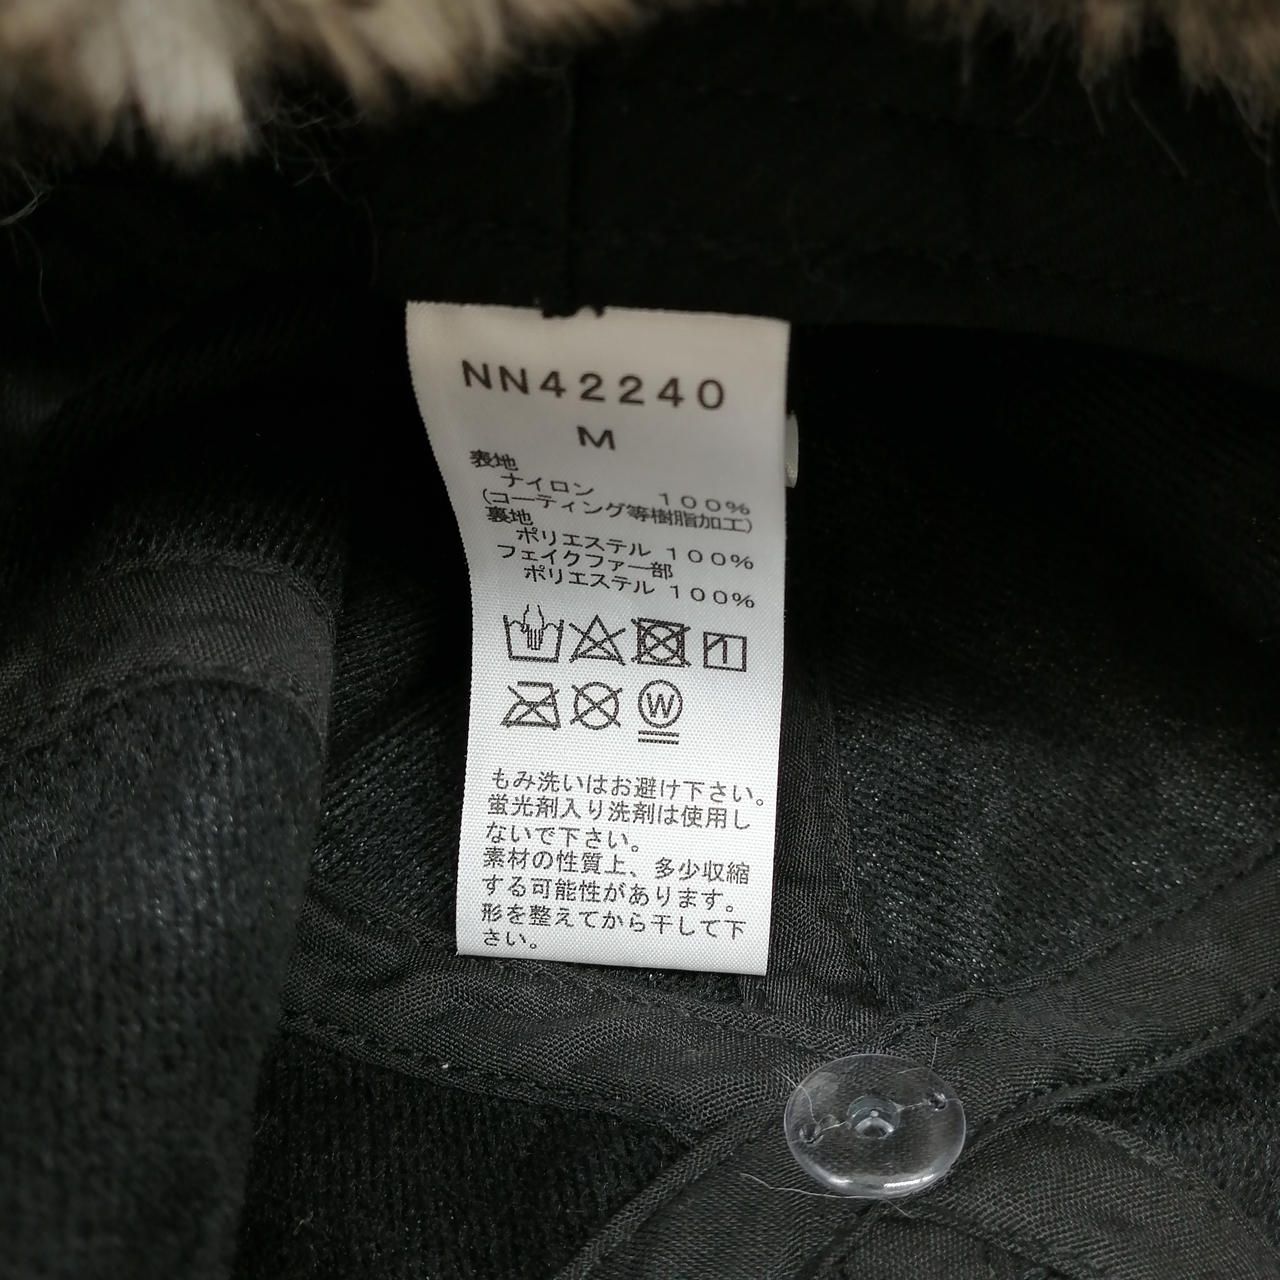 NN42240
M
表地
ナイロン 100%
(コーティング等樹脂加工)
裏地
ポリエステル 100%
フェイクファー部
ポリエステル 100%
W
もみ洗いはお避け下さい。
蛍光剤入り洗剤は使用し
ないで下さい。
素材の性質上、多少収縮
する可能性があります。
形を整えてから干して下
さい。